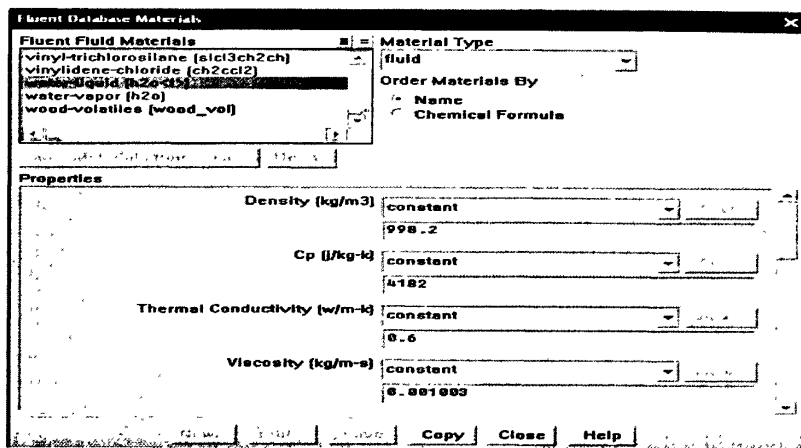 Fluent Database Materials
Fluent Fluid Materials
vinyl-trichlorosilane (sicl3ch2ch)
vinylidene-chloride (ch2ccl2)
water-vapor (h2o)
wood-volatiles (wood_vol)
Material Type
fluid
Order Materials By
Name
Chemical Formula
Properties
Density (kg/m3)
constant
998.2
Cp (j/kg-k)
constant
4182
Thermal Conductivity (w/m-k)
constant
0.6
Viscosity (kg/m-s)
constant
0.001003
Copy
Close
Help